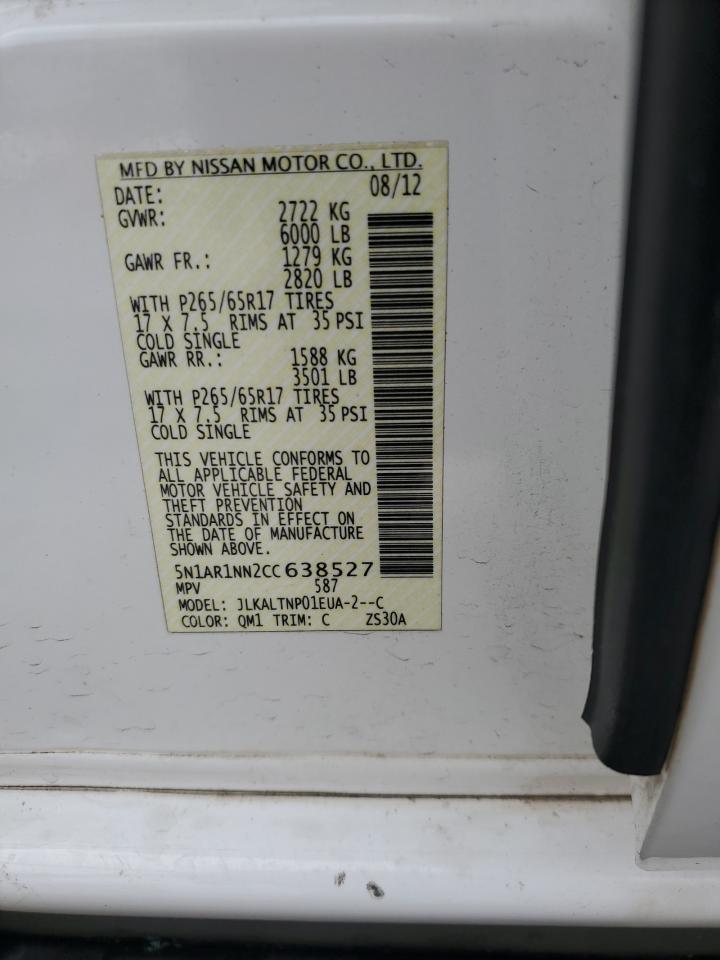 MFD BY NISSAN MOTOR CO., LTD.
DATE: 08/12
GVWR: 2722 KG
6000 LB
GAWR FR.: 1279 KG
2820 LB
WITH P265/65R17 TIRES
17 X 7.5 RIMS AT 35 PSI
COLD SINGLE
GAWR RR.: 1588 KG
3501 LB
WITH P265/65R17 TIRES
17 X 7.5 RIMS AT 35 PSI
COLD SINGLE
THIS VEHICLE CONFORMS TO
ALL APPLICABLE FEDERAL
MOTOR VEHICLE SAFETY AND
THEFT PREVENTION
STANDARDS IN EFFECT ON
THE DATE OF MANUFACTURE
SHOWN ABOVE.
5N1AR1NN2CC638527
MPV 587
MODEL: JLKALTNP01EUA-2--C
COLOR: QM1 TRIM: C ZS30A